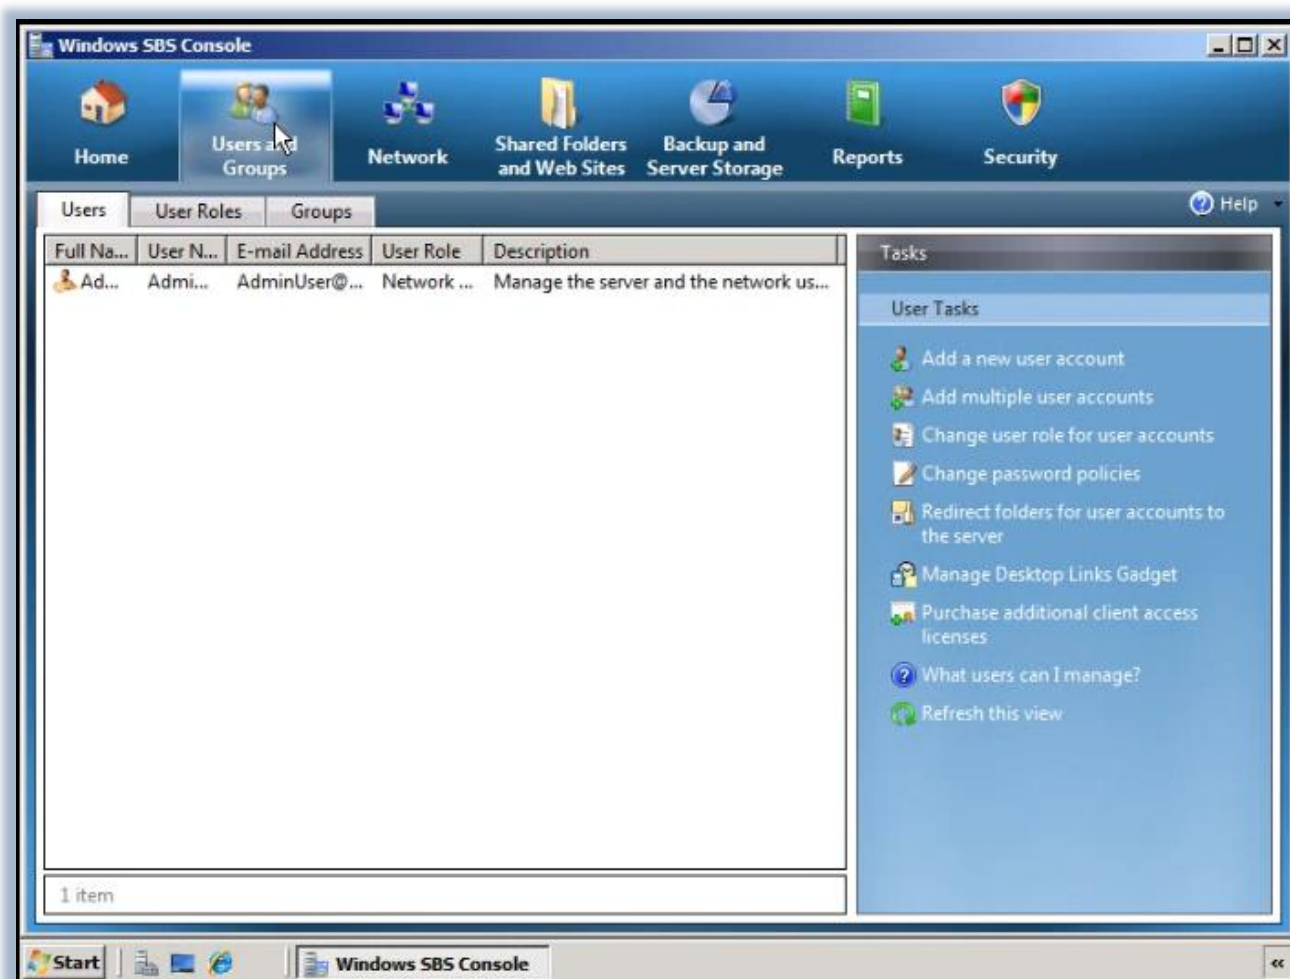 Windows SBS Console
Home
Users and
Groups
Network
Shared Folders
and Web Sites
Backup and
Server Storage
Reports
Security
Users
User Roles
Groups
Help
Full Na... User N... E-mail Address User Role Description
Ad... Admi... AdminUser@... Network ... Manage the server and the network us...
1 item
Tasks
User Tasks
Add a new user account
Add multiple user accounts
Change user role for user accounts
Change password policies
Redirect folders for user accounts to
the server
Manage Desktop Links Gadget
Purchase additional client access
licenses
What users can I manage?
Refresh this view
Start
Windows SBS Console